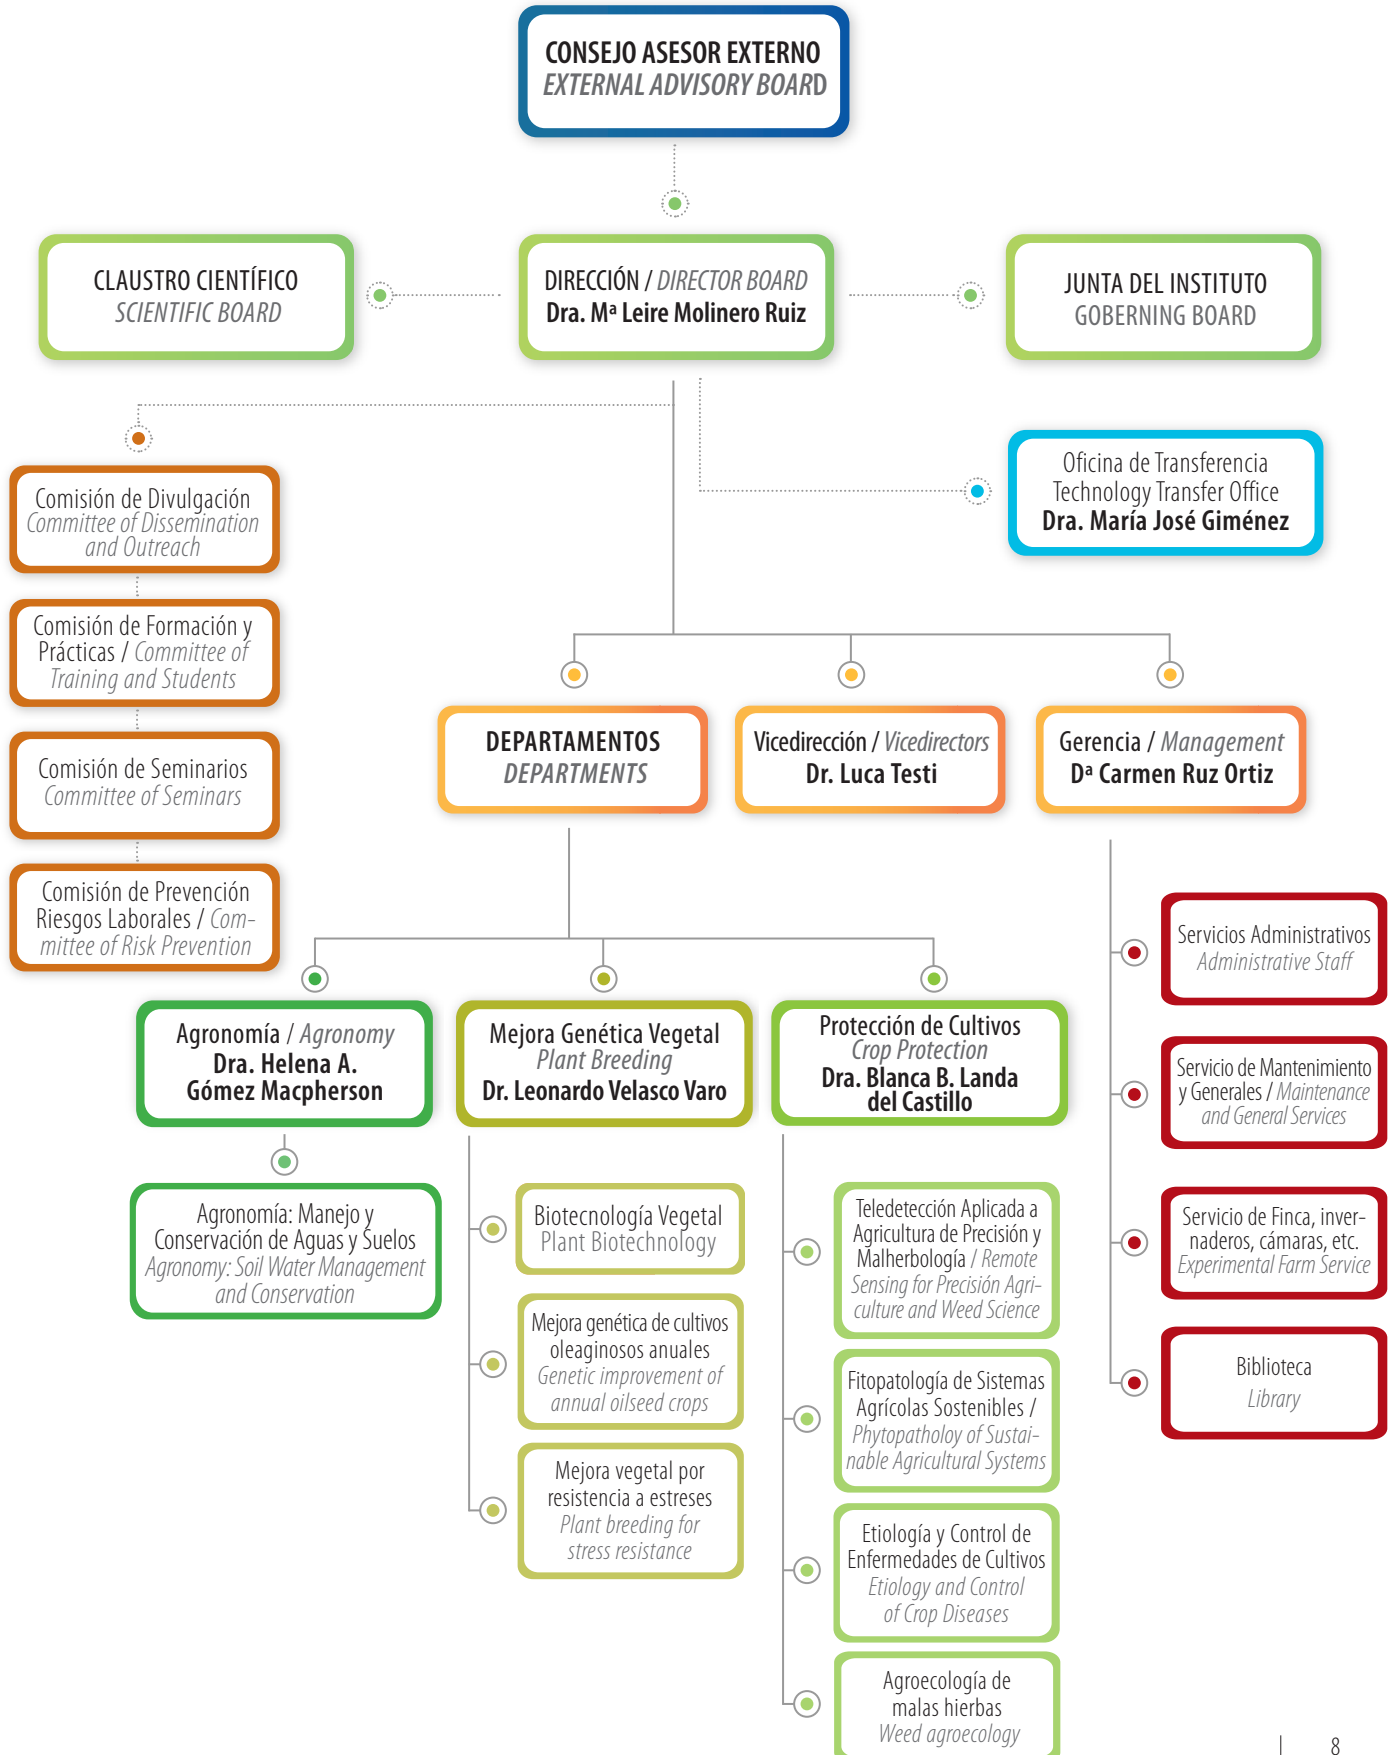 CONSEJO ASESOR EXTERNO
EXTERNAL ADVISORY BOARD
CLAUSTRO CIENTÍFICO
SCIENTIFIC BOARD
DIRECCIÓN / DIRECTOR BOARD
Dra. Mª Leire Molinero Ruiz
JUNTA DEL INSTITUTO
GOBERNING BOARD
Oficina de Transferencia
Technology Transfer Office
Dra. María José Giménez
Comisión de Divulgación
Committee of Dissemination
and Outreach
Comisión de Formación y
Prácticas / Committee of
Training and Students
Comisión de Seminarios
Committee of Seminars
Comisión de Prevención
Riesgos Laborales / Com-
mittee of Risk Prevention
DEPARTAMENTOS
DEPARTMENTS
Vicedirección / Vicedirectors
Dr. Luca Testi
Gerencia / Management
Dª Carmen Ruz Ortiz
Agronomía / Agronomy
Dra. Helena A.
Gómez Macpherson
Agronomía: Manejo y
Conservación de Aguas y Suelos
Agronomy: Soil Water Management
and Conservation
Mejora Genética Vegetal
Plant Breeding
Dr. Leonardo Velasco Varo
Biotecnología Vegetal
Plant Biotechnology
Mejora genética de cultivos
oleaginosos anuales
Genetic improvement of
annual oilseed crops
Mejora vegetal por
resistencia a estreses
Plant breeding for
stress resistance
Protección de Cultivos
Crop Protection
Dra. Blanca B. Landa
del Castillo
Teledetección Aplicada a
Agricultura de Precisión y
Malherbología / Remote
Sensing for Precisión Agri-
culture and Weed Science
Fitopatología de Sistemas
Agrícolas Sostenibles /
Phytopatholoy of Sustai-
nable Agricultural Systems
Etiología y Control de
Enfermedades de Cultivos
Etiology and Control
of Crop Diseases
Agroecología de
malas hierbas
Weed agroecology
Servicios Administrativos
Administrative Staff
Servicio de Mantenimiento
y Generales / Maintenance
and General Services
Servicio de Finca, inver-
naderos, cámaras, etc.
Experimental Farm Service
Biblioteca
Library
8